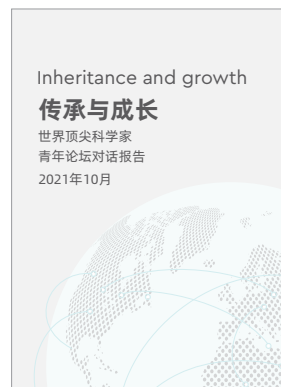 Inheritance and growth
传承与成长
世界顶尖科学家
青年论坛对话报告
2021年10月